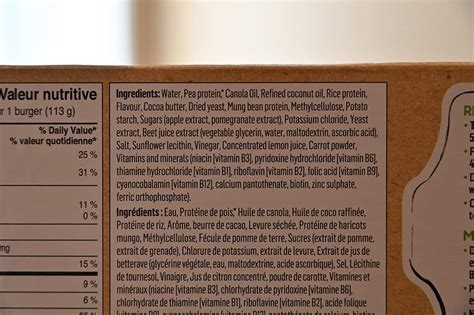 Valeur nutritive
r 1 burger (113 g)
% Daily Value*
% valeur quotidienne*
25 %
31 %
11 %
0 %
mg
15 %
9 %
6 %
Ingredients: Water, Pea protein,* Canola Oil, Refined coconut oil, Rice protein,
Flavour, Cocoa butter, Dried yeast, Mung bean protein, Methylcellulose, Potato
starch, Sugars (apple extract, pomegranate extract), Potassium chloride, Yeast
extract, Beet juice extract (vegetable glycerin, water, maltodextrin, ascorbic acid),
Salt, Sunflower lecithin, Vinegar, Concentrated lemon juice, Carrot powder,
Vitamins and minerals (niacin [vitamin B3], pyridoxine hydrochloride [vitamin B6],
thiamine hydrochloride [vitamin B1], riboflavin [vitamin B2], folic acid [vitamin B9],
cyanocobalamin [vitamin B12], calcium pantothenate, biotin, zinc sulphate,
ferric orthophosphate).
Ingrédients : Eau, Protéine de pois,* Huile de canola, Huile de coco raffinée,
Protéine de riz, Arôme, beurre de cacao, Levure séchée, Protéine de haricots
mungo, Méthylcellulose, Fécule de pomme de terre, Sucres (extrait de pomme,
extrait de grenade), Chlorure de potassium, extrait de levure, Extrait de jus de
betterave (glycérine végétale, eau, maltodextrine, acide ascorbique), Sel, Lécithine
de tournesol, Vinaigre, Jus de citron concentré, poudre de carotte, Vitamines et
minéraux (niacine [vitamine B3], chlorhydrate de pyridoxine [vitamine B6],
chlorhydrate de thiamine [vitamine B1], riboflavine [vitamine B2], acide folique